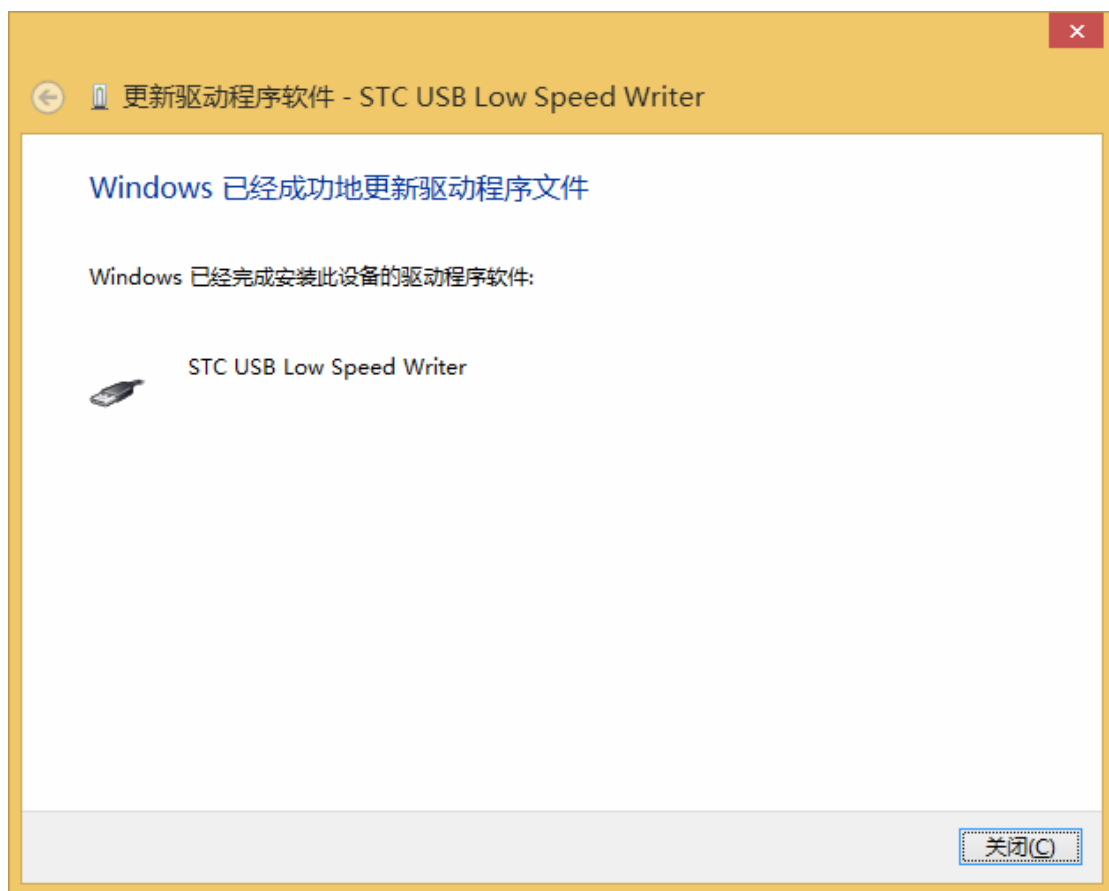 更新驱动程序软件 - STC USB Low Speed Writer
Windows 已经成功地更新驱动程序文件
Windows 已经完成安装此设备的驱动程序软件:
STC USB Low Speed Writer
关闭(C)